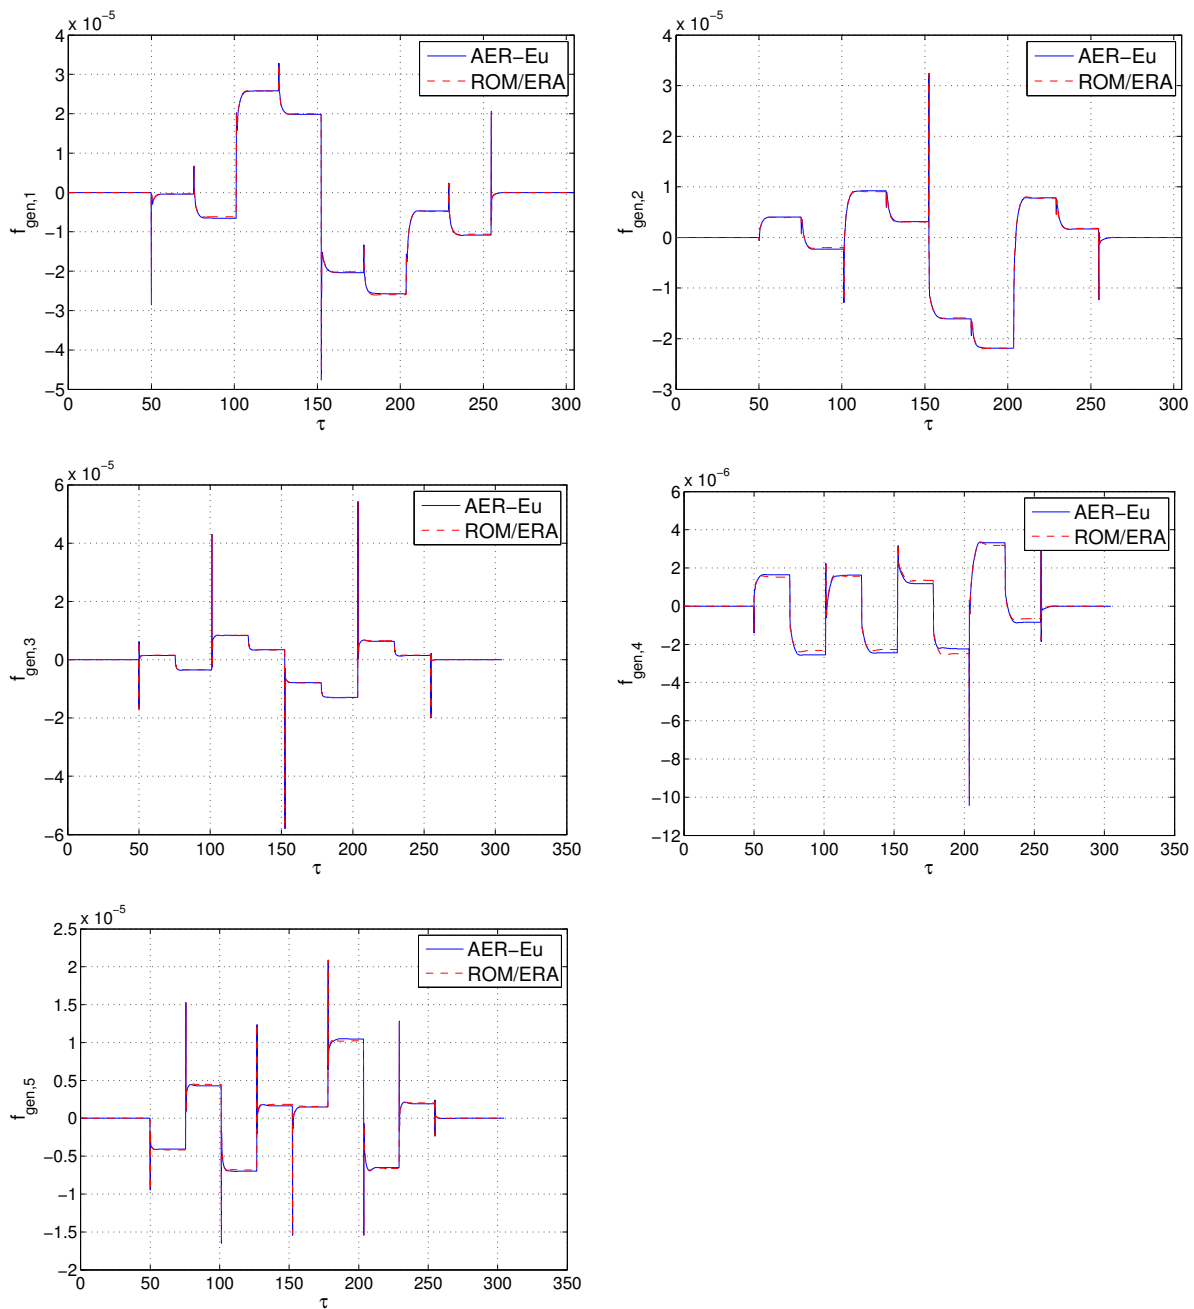 x 10⁻⁵
4
3
2
1
0
−1
−2
−3
−4
−5
0 50 100 150 200 250 300
τ
f_gen,1
AER−Eu
ROM/ERA
x 10⁻⁵
4
3
2
1
0
−1
−2
−3
0 50 100 150 200 250 300
τ
f_gen,2
AER−Eu
ROM/ERA
x 10⁻⁵
6
4
2
0
−2
−4
−6
0 50 100 150 200 250 300 350
τ
f_gen,3
AER−Eu
ROM/ERA
x 10⁻⁶
6
4
2
0
−2
−4
−6
−8
−10
−12
0 50 100 150 200 250 300 350
τ
f_gen,4
AER−Eu
ROM/ERA
x 10⁻⁵
2.5
2
1.5
1
0.5
0
−0.5
−1
−1.5
−2
0 50 100 150 200 250 300 350
τ
f_gen,5
AER−Eu
ROM/ERA